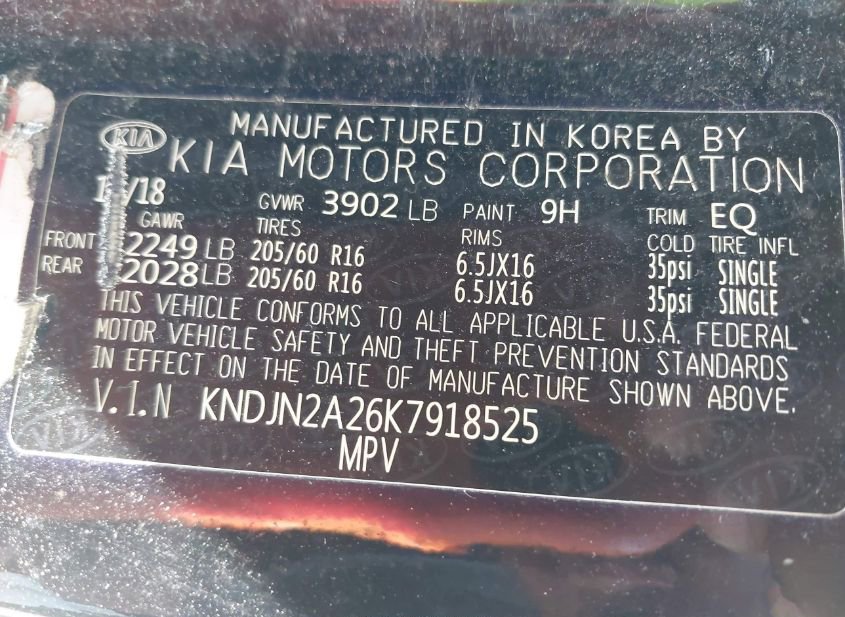 KIA
MANUFACTURED IN KOREA BY
KIA MOTORS CORPORATION
GVWR 3902 LB PAINT 9H TRIM EQ
GAWR TIRES RIMS COLD TIRE INFL
FRONT 2249 LB 205/60 R16 6.5JX16 35psi SINGLE
REAR 2028 LB 205/60 R16 6.5JX16 35psi SINGLE
THIS VEHICLE CONFORMS TO ALL APPLICABLE U.S.A. FEDERAL
MOTOR VEHICLE SAFETY AND THEFT PREVENTION STANDARDS
IN EFFECT ON THE DATE OF MANUFACTURE SHOWN ABOVE.
V.I.N KNDJN2A26K7918525
MPV